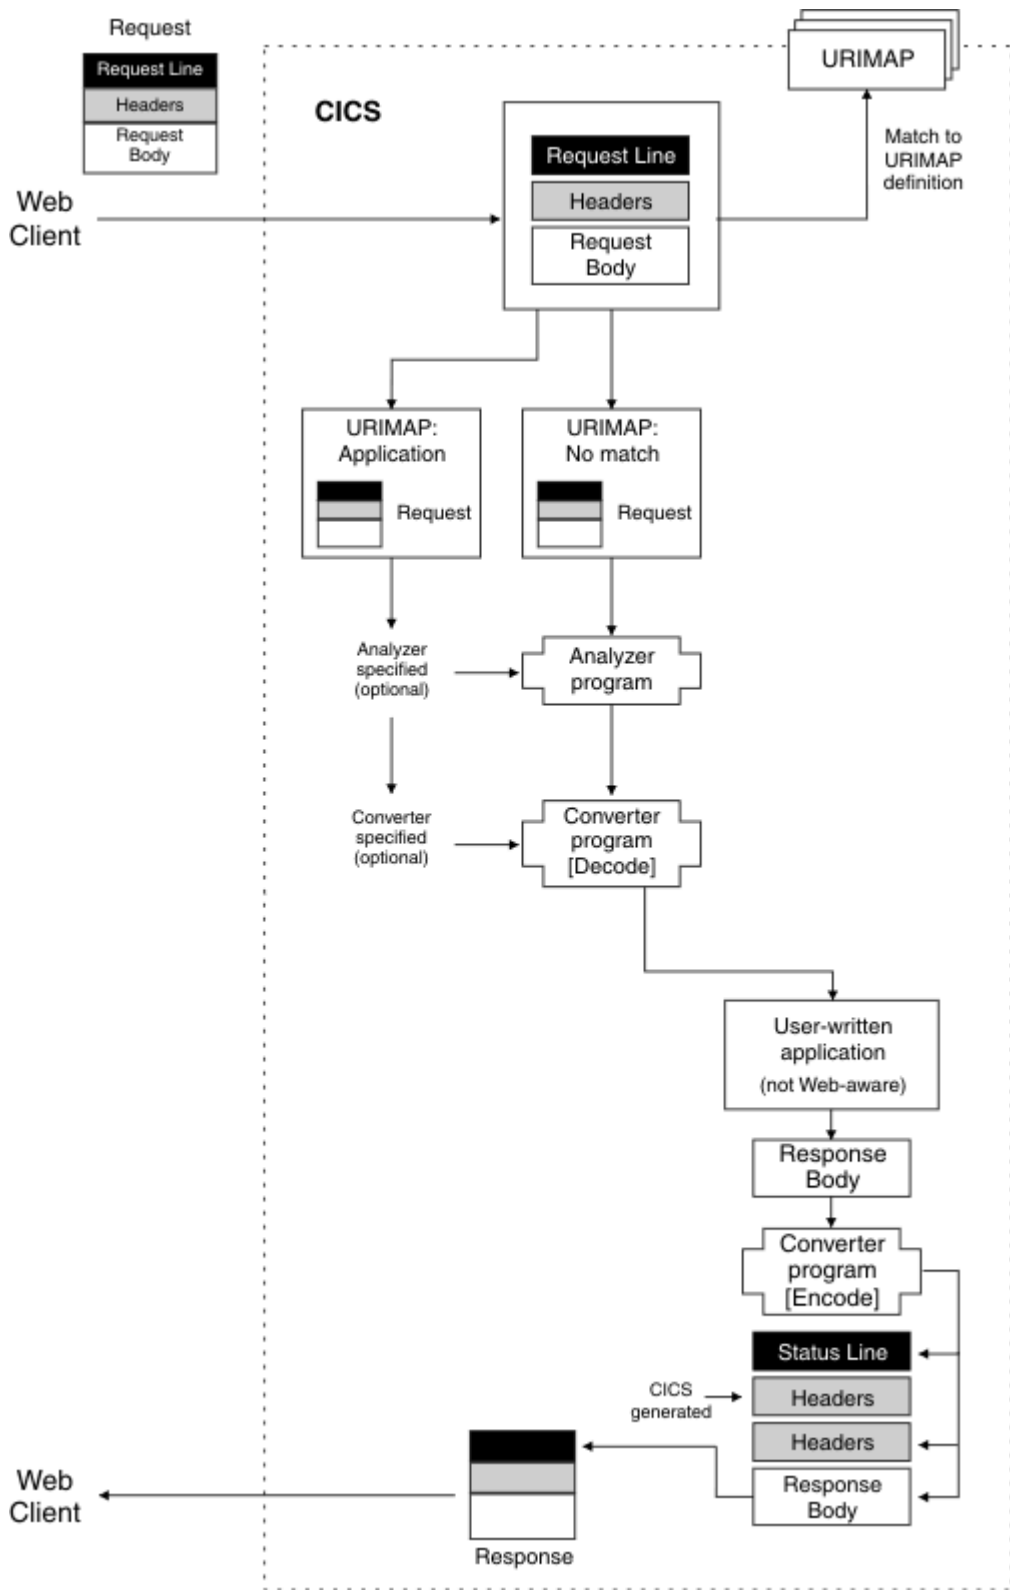 Request
Request Line
Headers
Request
Body
Web
Client
CICS
Request Line
Headers
Request
Body
URIMAP
Match to
URIMAP
definition
URIMAP:
Application
Request
URIMAP:
No match
Request
Analyzer
specified
(optional)
Analyzer
program
Converter
specified
(optional)
Converter
program
[Decode]
User-written
application
(not Web-aware)
Response
Body
Converter
program
[Encode]
Status Line
CICS
generated
Headers
Headers
Response
Body
Web
Client
Response